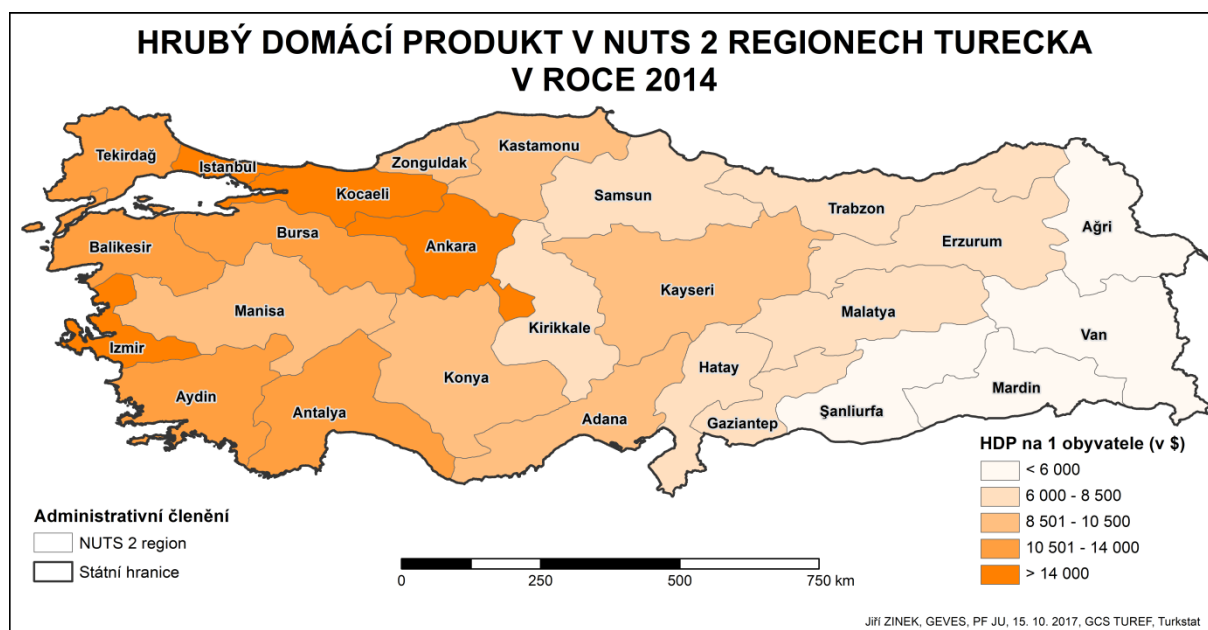 HRUBÝ DOMÁCÍ PRODUKT V NUTS 2 REGIONECH TURECKA
V ROCE 2014
Tekirdağ
Istanbul
Zonguldak
Kastamonu
Kocaeli
Samsun
Trabzon
Ağri
Balikesir
Bursa
Ankara
Erzurum
Manisa
Kayseri
Malatya
Kirikkale
Van
Izmir
Hatay
Konya
Mardin
Aydin
Antalya
Adana
Gaziantep
Şanliurfa
HDP na 1 obyvatele (v $)
< 6 000
6 000 - 8 500
8 501 - 10 500
10 501 - 14 000
> 14 000
Administrativní členění
NUTS 2 region
Státní hranice
0 250 500 750 km
Jiří ZINEK, GEVES, PF JU, 15. 10. 2017, GCS TUREF, Turkstat